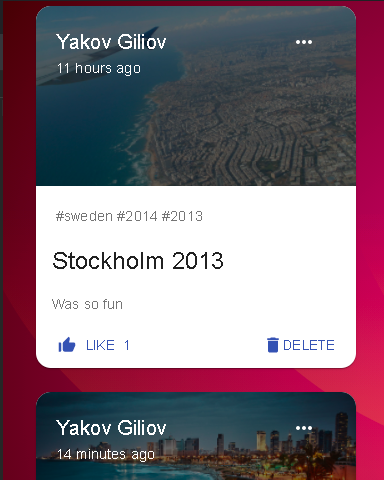 Yakov Giliov
11 hours ago
#sweden #2014 #2013
Stockholm 2013
Was so fun
LIKE 1
DELETE
Yakov Giliov
14 minutes ago